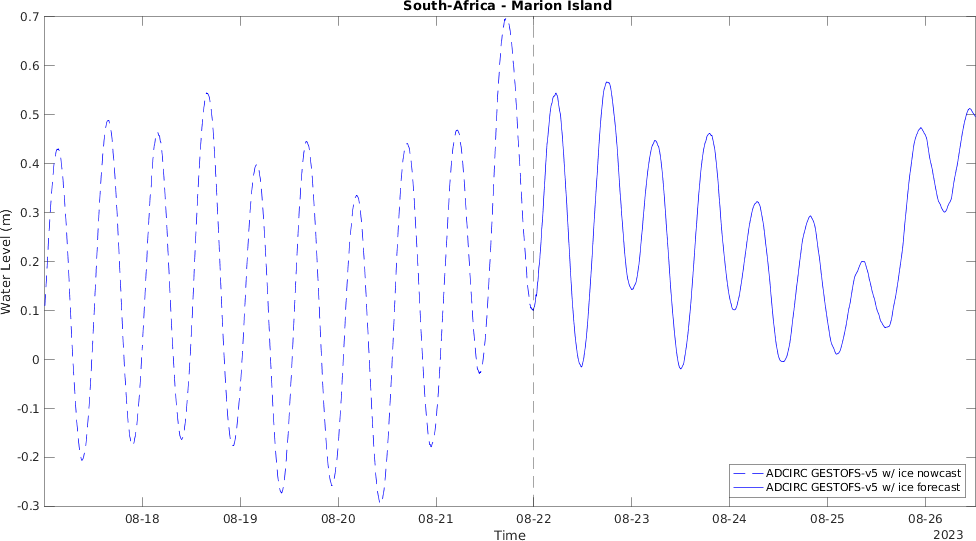 South-Africa - Marion Island
0.7
0.6
0.5
0.4
0.3
0.2
0.1
0
-0.1
-0.2
-0.3
Water Level (m)
ADCIRC GESTOFS-v5 w/ ice nowcast
ADCIRC GESTOFS-v5 w/ ice forecast
08-18 08-19 08-20 08-21 08-22 08-23 08-24 08-25 08-26
Time
2023